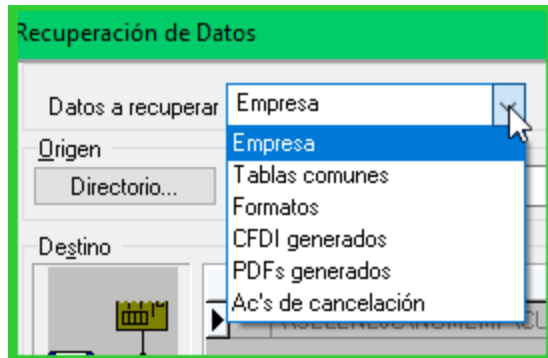 Recuperación de Datos
Datos a recuperar Empresa
Origen Empresa
Directorio... Tablas comunes
Formatos
CFDI generados
Destino PDFs generados
Ac's de cancelación